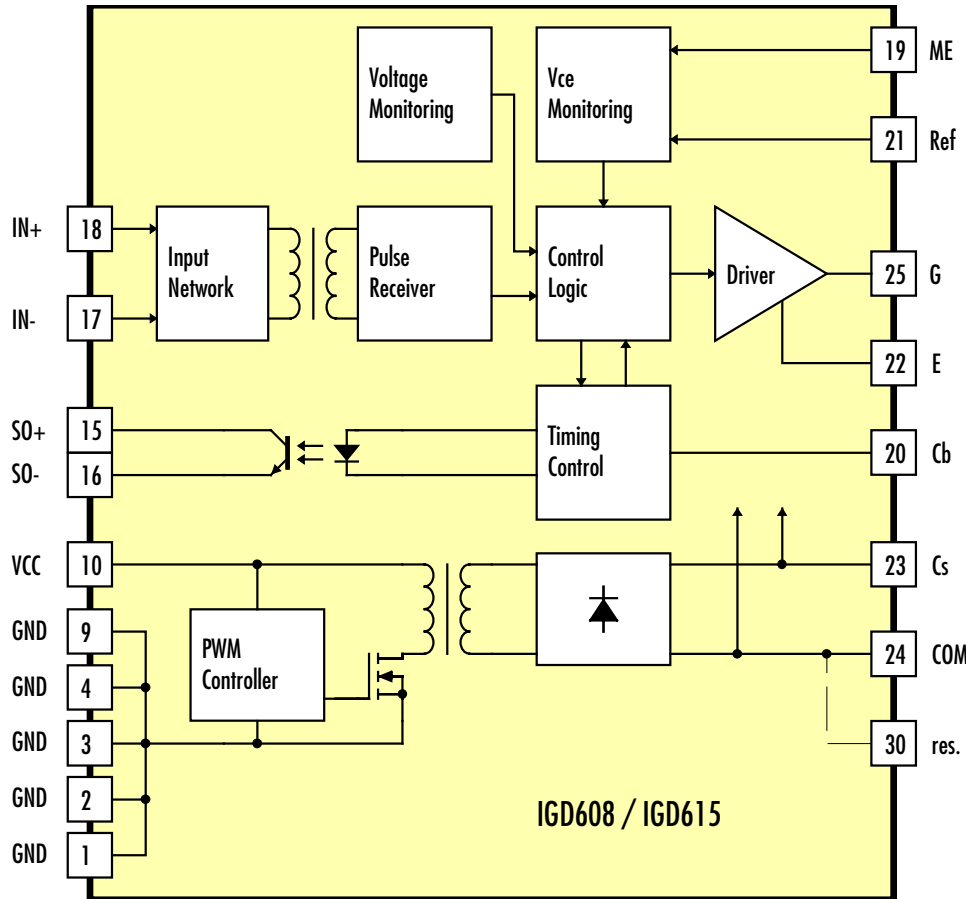 Voltage
Monitoring
Vce
Monitoring
19 ME
21 Ref
IN+ 18
IN- 17
Input
Network
Pulse
Receiver
Control
Logic
Driver
25 G
22 E
SO+ 15
SO- 16
Timing
Control
20 Cb
VCC 10
23 Cs
GND 9
GND 4
GND 3
GND 2
GND 1
PWM
Controller
24 COM
30 res.
IGD608 / IGD615